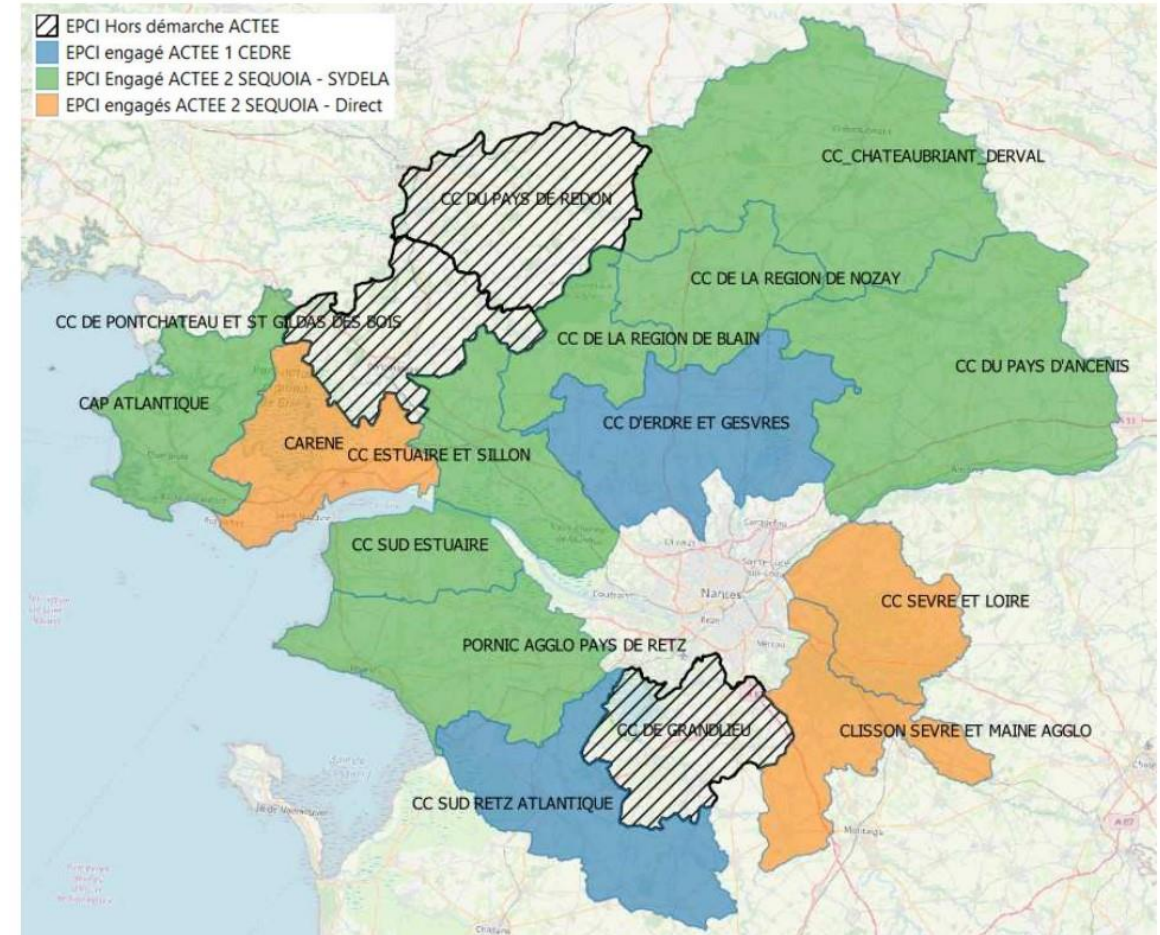 EPCI Hors démarche ACTEE
EPCI engagé ACTEE 1 CEDRE
EPCI Engagé ACTEE 2 SEQUOIA - SYDELA
EPCI engagés ACTEE 2 SEQUOIA - Direct
CC_CHATEAUBRIANT_DERVAL
CC DU PAYS DE REDON
CC DE LA REGION DE NOZAY
CC DE PONTCHATEAU ET ST GILDAS DES BOIS
CC DE LA REGION DE BLAIN
CC DU PAYS D'ANCENIS
CAP ATLANTIQUE
CC D'ERDRE ET GESVRES
CARENE
CC ESTUAIRE ET SILLON
CC SUD ESTUAIRE
Nantes
CC SEVRE ET LOIRE
PORNIC AGGLO PAYS DE RETZ
CC DE GRANDLIEU
CLISSON SEVRE ET MAINE AGGLO
CC SUD RETZ ATLANTIQUE
Montaigu